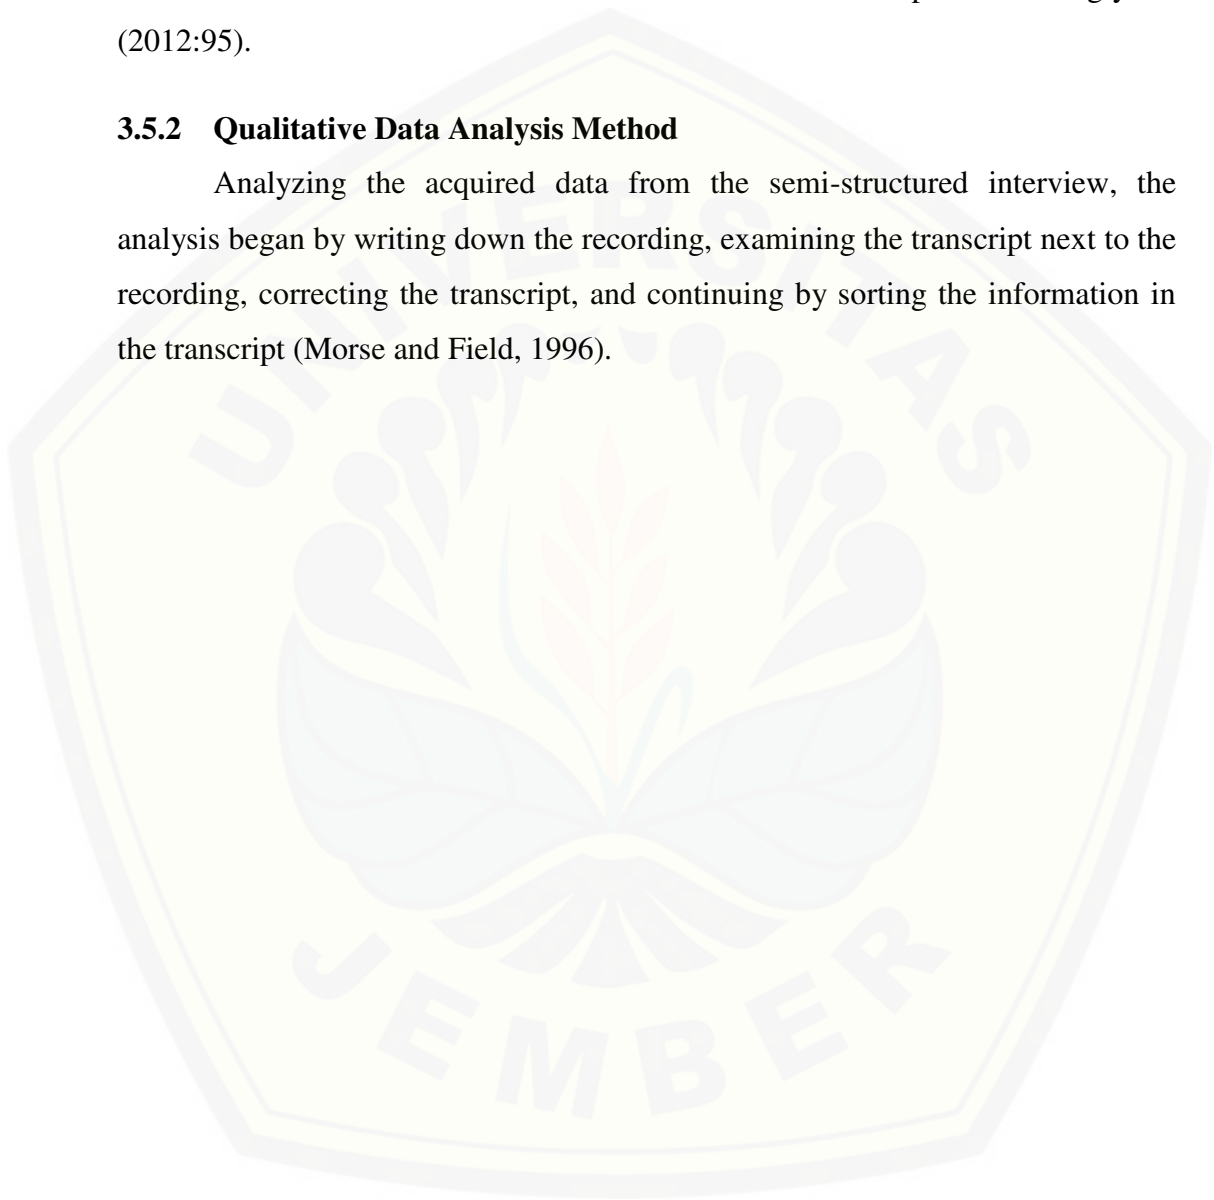 (2012:95).
3.5.2 Qualitative Data Analysis Method
Analyzing the acquired data from the semi-structured interview, the
analysis began by writing down the recording, examining the transcript next to the
recording, correcting the transcript, and continuing by sorting the information in
the transcript (Morse and Field, 1996).
UNIVERSITAS
JEMBER